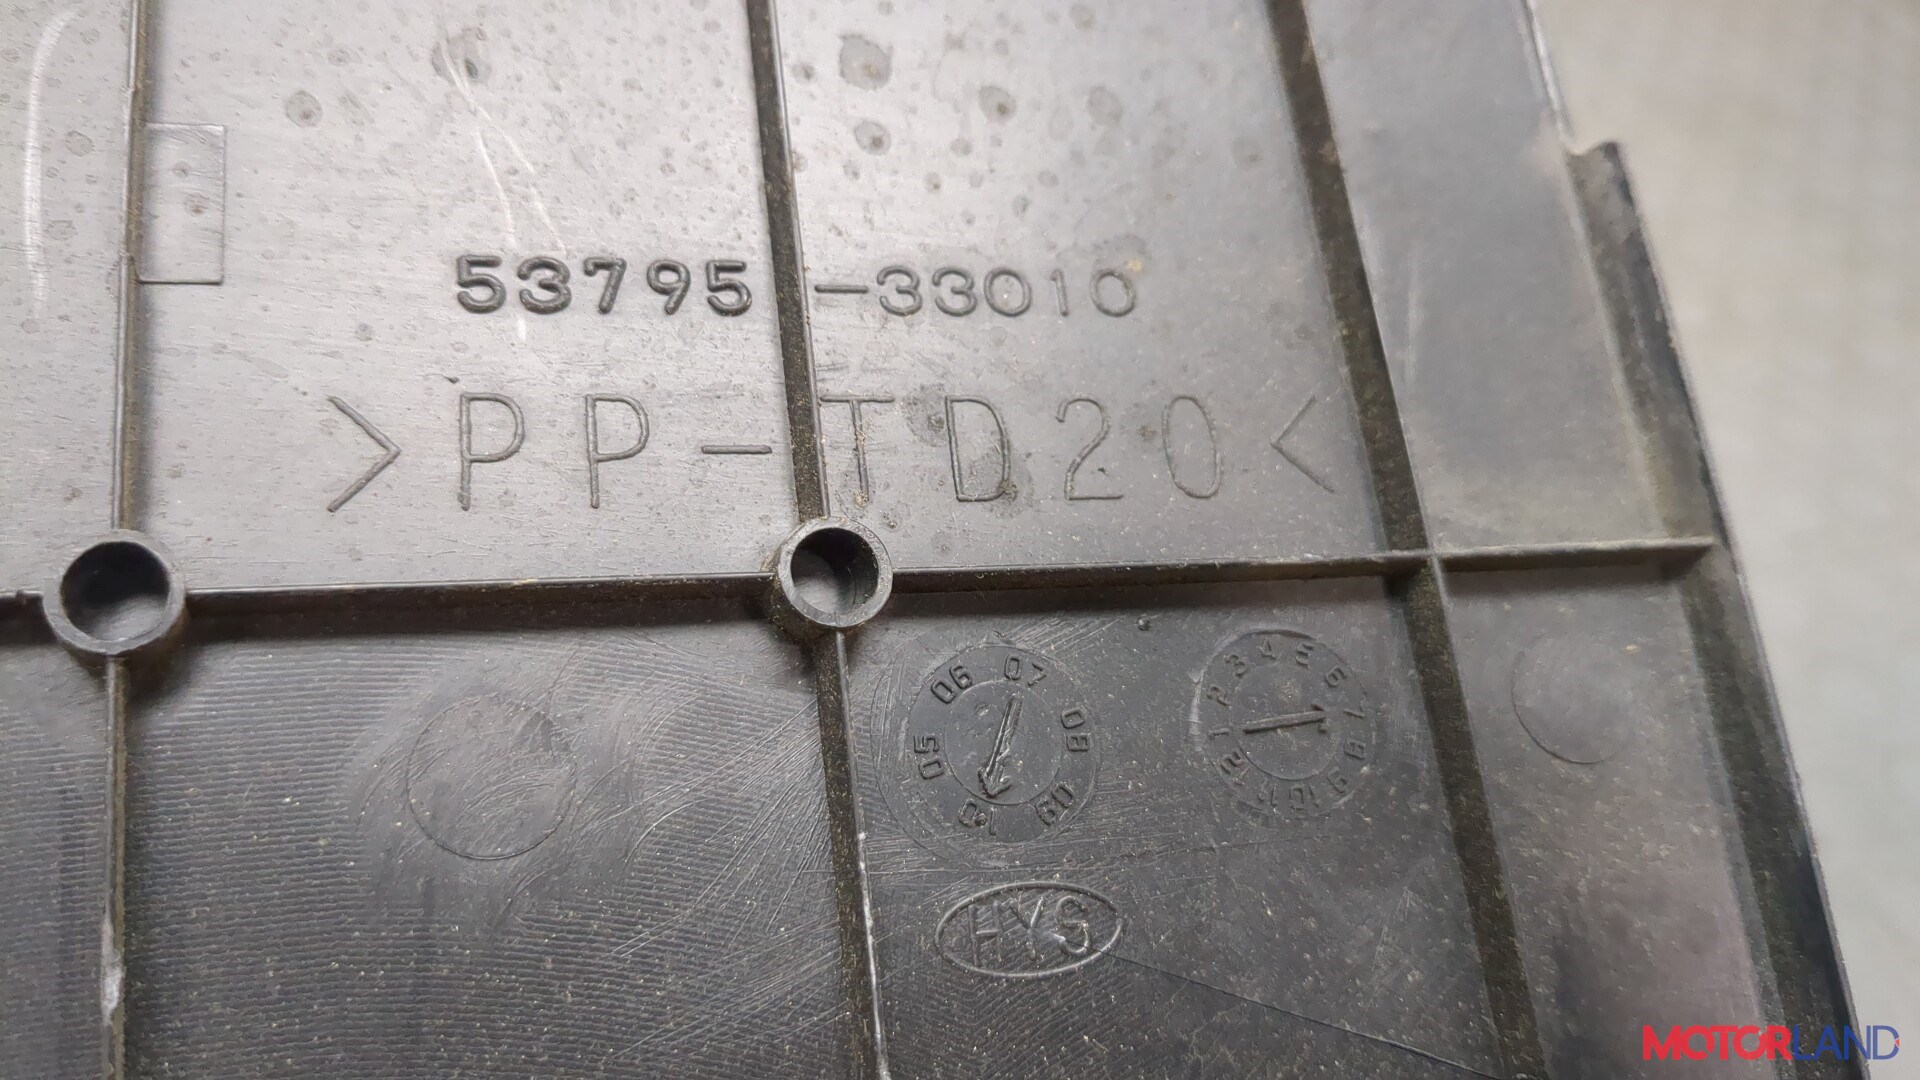 53795-33010
>PP-TD20<
05 06 07 08 09 10
1 2 3 4 5 6 7 8 9 10 11 12
HYS
MOTORLAND